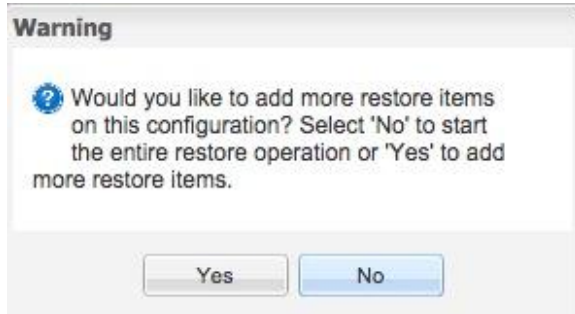 Warning
Would you like to add more restore items
on this configuration? Select 'No' to start
the entire restore operation or 'Yes' to add
more restore items.
Yes
No